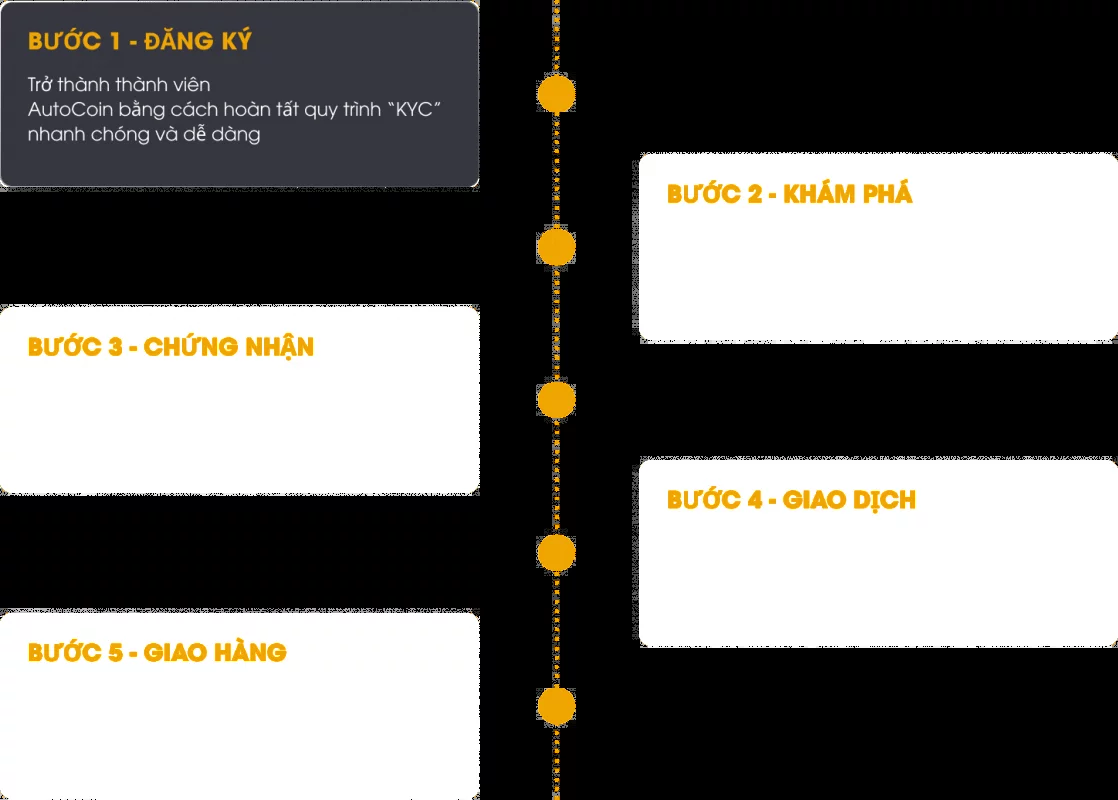 BƯỚC 1 - ĐĂNG KÝ
Trở thành thành viên
AutoCoin bằng cách hoàn tất quy trình “KYC”
nhanh chóng và dễ dàng
BƯỚC 2 - KHÁM PHÁ
BƯỚC 3 - CHỨNG NHẬN
BƯỚC 4 - GIAO DỊCH
BƯỚC 5 - GIAO HÀNG